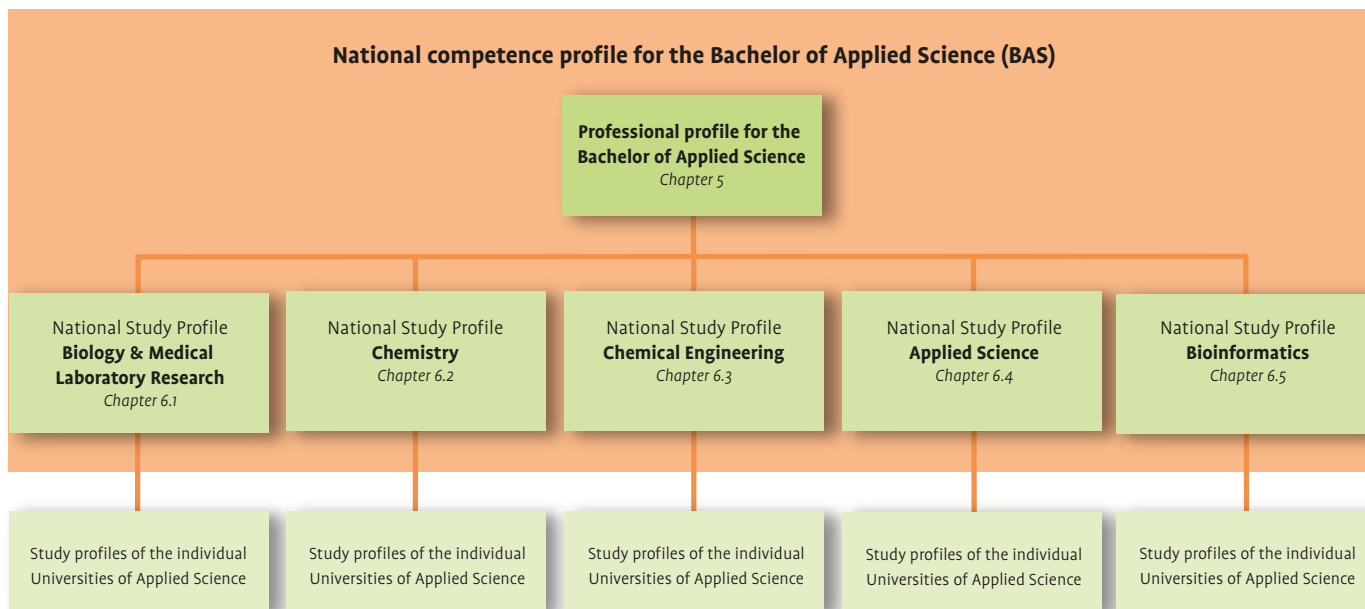 National competence profile for the Bachelor of Applied Science (BAS)
Professional profile for the
Bachelor of Applied Science
Chapter 5
National Study Profile
Biology & Medical
Laboratory Research
Chapter 6.1
National Study Profile
Chemistry
Chapter 6.2
National Study Profile
Chemical Engineering
Chapter 6.3
National Study Profile
Applied Science
Chapter 6.4
National Study Profile
Bioinformatics
Chapter 6.5
Study profiles of the individual
Universities of Applied Science
Study profiles of the individual
Universities of Applied Science
Study profiles of the individual
Universities of Applied Science
Study profiles of the individual
Universities of Applied Science
Study profiles of the individual
Universities of Applied Science